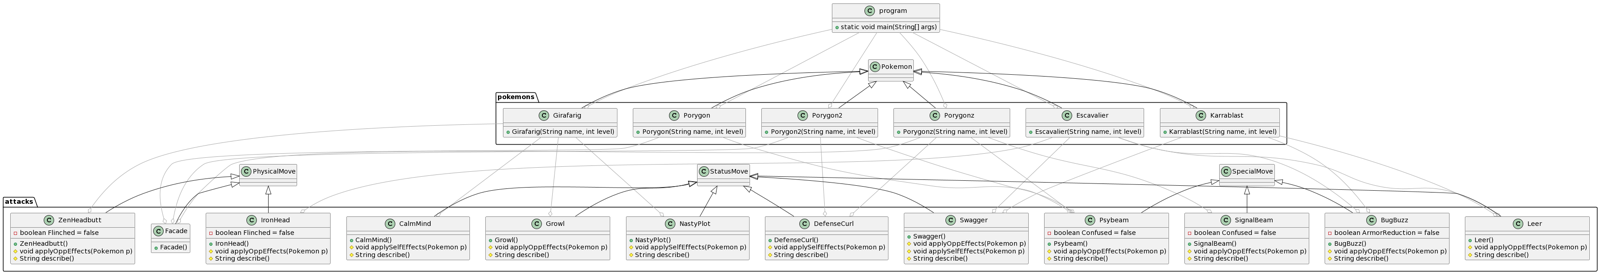 C program
static void main(String[] args)
C Pokemon
pokemons
C Girafarig
Girafarig(String name, int level)
C Porygon
Porygon(String name, int level)
C Porygon2
Porygon2(String name, int level)
C Porygonz
Porygonz(String name, int level)
C Escavalier
Escavalier(String name, int level)
C Karrablast
Karrablast(String name, int level)
C PhysicalMove
C StatusMove
C SpecialMove
attacks
C ZenHeadbutt
boolean Flinched = false
ZenHeadbutt()
void applyOppEffects(Pokemon p)
String describe()
C Facade
Facade()
C IronHead
boolean Flinched = false
IronHead()
void applyOppEffects(Pokemon p)
String describe()
C CalmMind
CalmMind()
void applySelfEffects(Pokemon p)
String describe()
C Growl
Growl()
void applyOppEffects(Pokemon p)
String describe()
C NastyPlot
NastyPlot()
void applySelfEffects(Pokemon p)
String describe()
C DefenseCurl
DefenseCurl()
void applySelfEffects(Pokemon p)
String describe()
C Swagger
Swagger()
void applyOppEffects(Pokemon p)
void applySelfEffects(Pokemon p)
String describe()
C Psybeam
boolean Confused = false
Psybeam()
void applyOppEffects(Pokemon p)
String describe()
C SignalBeam
boolean Confused = false
SignalBeam()
void applyOppEffects(Pokemon p)
String describe()
C BugBuzz
boolean ArmorReduction = false
BugBuzz()
void applyOppEffects(Pokemon p)
String describe()
C Leer
Leer()
void applyOppEffects(Pokemon p)
String describe()